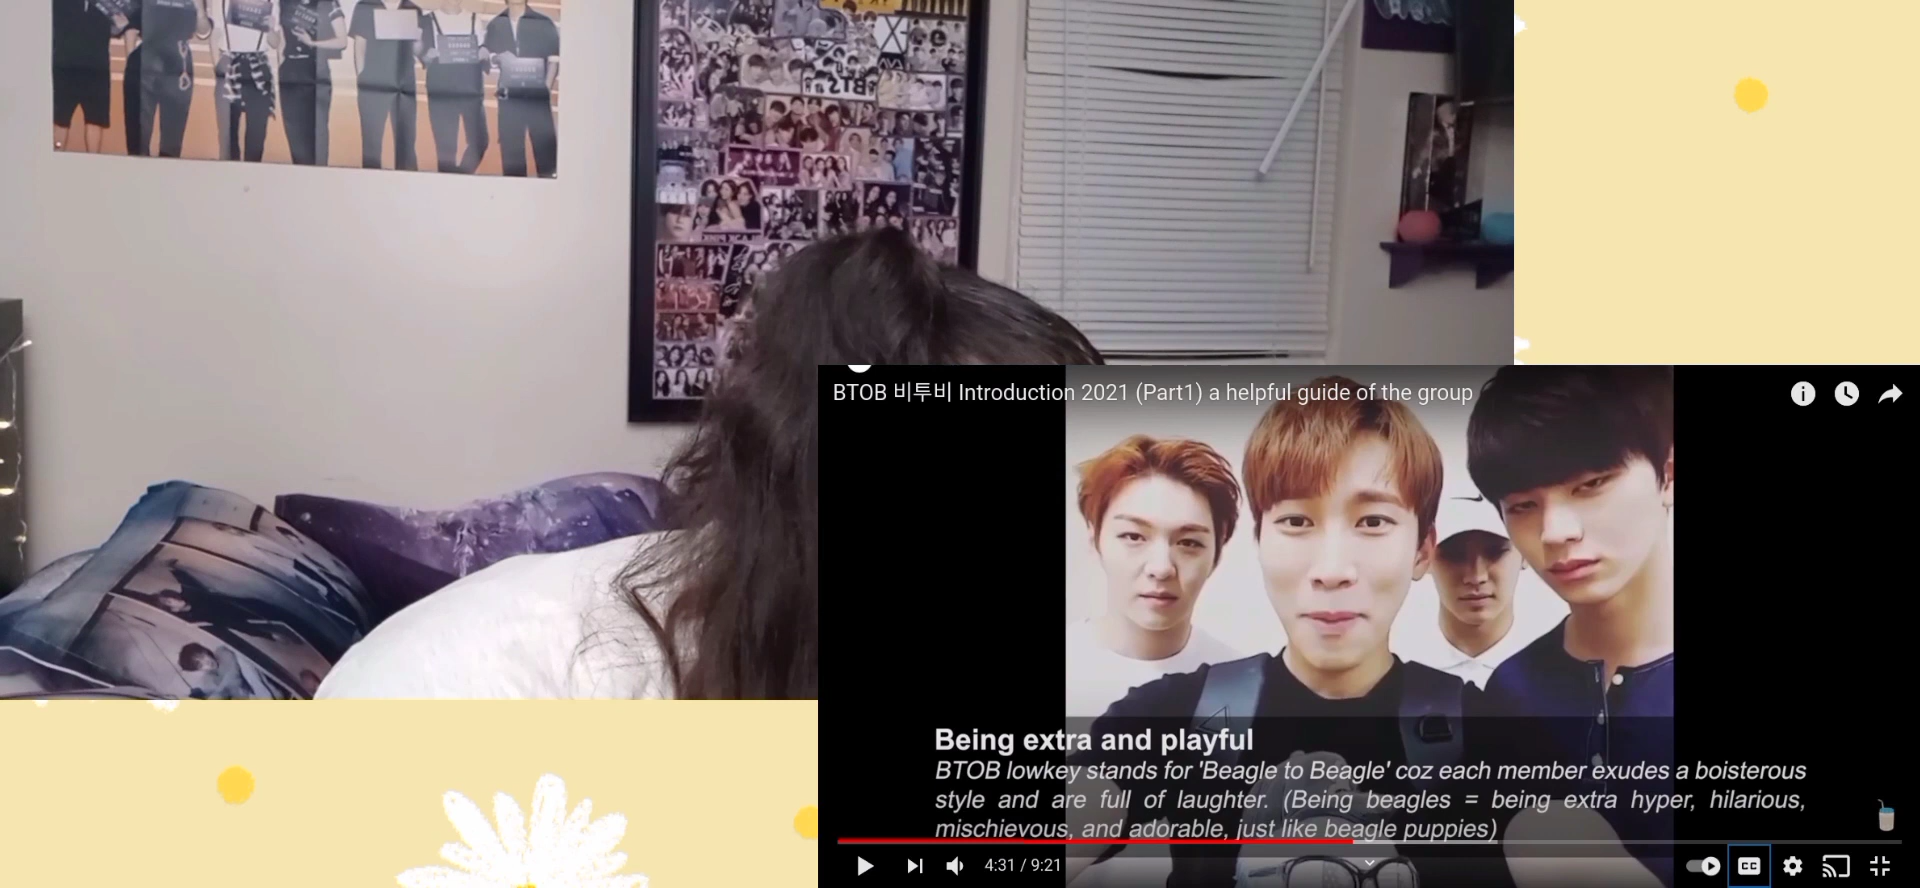 BTS
BTOB 비투비 Introduction 2021 (Part1) a helpful guide of the group
Being extra and playful
BTOB lowkey stands for 'Beagle to Beagle' coz each member exudes a boisterous
style and are full of laughter. (Being beagles = being extra hyper, hilarious,
mischievous, and adorable, just like beagle puppies)
4:31 / 9:21
CC